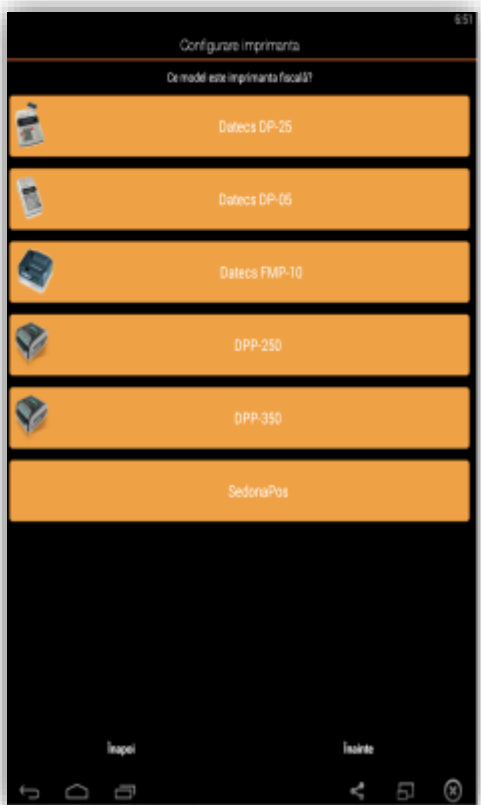 6:51
Configurare imprimanta
Ce model este imprimanta fiscală?
Datecs DP-25
Datecs DP-05
Datecs FMP-10
DPP-250
DPP-350
SedonaPos
Înapoi
Înainte